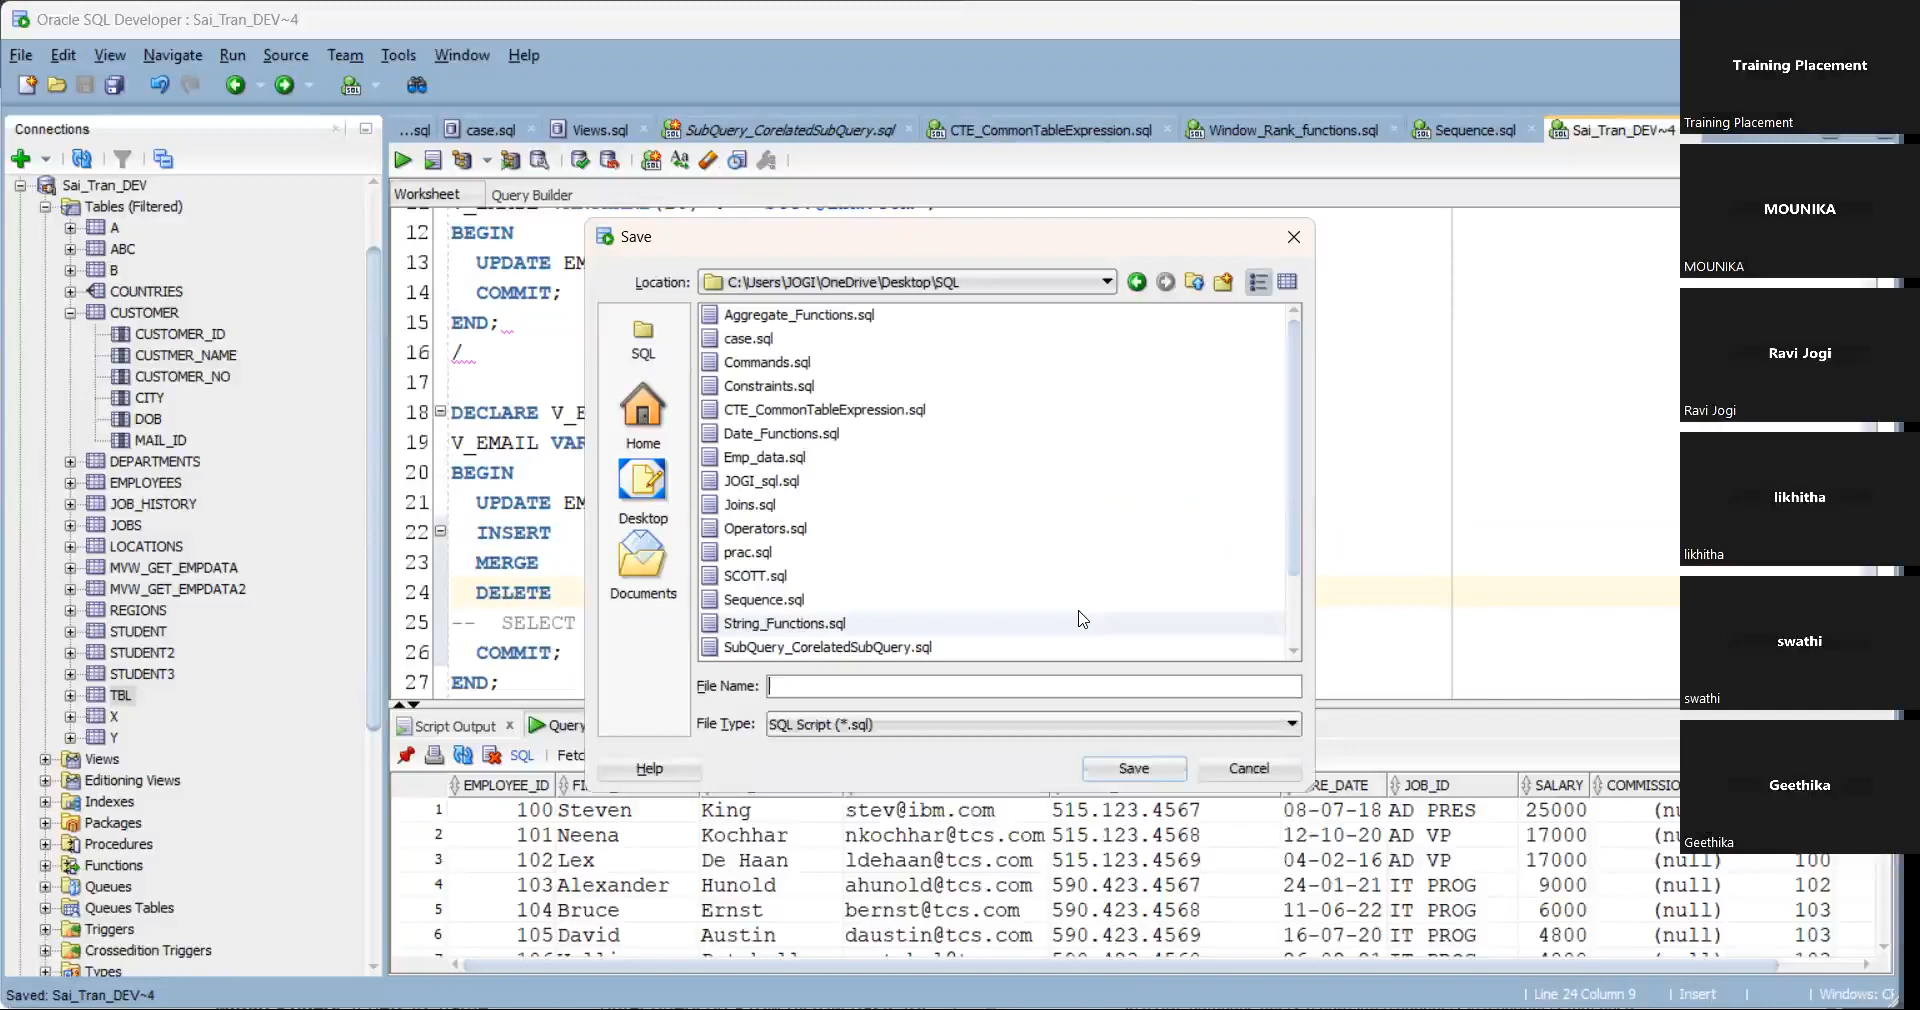 Oracle SQL Developer : Sai_Tran_DEV~4
File Edit View Navigate Run Source Team Tools Window Help
Connections
Sai_Tran_DEV
Tables (Filtered)
A
ABC
B
COUNTRIES
CUSTOMER
CUSTOMER_ID
CUSTMER_NAME
CUSTOMER_NO
CITY
DOB
MAIL_ID
DEPARTMENTS
EMPLOYEES
JOB_HISTORY
JOBS
LOCATIONS
MVW_GET_EMPDATA
MVW_GET_EMPDATA2
REGIONS
STUDENT
STUDENT2
STUDENT3
TBL
X
Y
Views
Editioning Views
Indexes
Packages
Procedures
Functions
Queues
Queues Tables
Triggers
Crossedition Triggers
Types
...sql case.sql Views.sql SubQuery_CorelatedSubQuery.sql CTE_CommonTableExpression.sql Window_Rank_functions.sql Sequence.sql Sai_Tran_DEV~4
Worksheet Query Builder
12 BEGIN
13 UPDATE EM
14 COMMIT;
15 END;
16 /
17
18 DECLARE V_E
19 V_EMAIL VAR
20 BEGIN
21 UPDATE EM
22 INSERT
23 MERGE
24 DELETE
25 -- SELECT
26 COMMIT;
27 END;
Save
Location: C:\Users\JOGI\OneDrive\Desktop\SQL
SQL
Home
Desktop
Documents
Aggregate_Functions.sql
case.sql
Commands.sql
Constraints.sql
CTE_CommonTableExpression.sql
Date_Functions.sql
Emp_data.sql
JOGI_sql.sql
Joins.sql
Operators.sql
prac.sql
SCOTT.sql
Sequence.sql
String_Functions.sql
SubQuery_CorelatedSubQuery.sql
File Name:
File Type: SQL Script (*.sql)
Help Save Cancel
Script Output Query
SQL Fetc
EMPLOYEE_ID FI RE_DATE JOB_ID SALARY COMMISSIO
1 100 Steven King stev@ibm.com 515.123.4567 08-07-18 AD PRES 25000 (nu
2 101 Neena Kochhar nkochhar@tcs.com 515.123.4568 12-10-20 AD VP 17000 (nu
3 102 Lex De Haan ldehaan@tcs.com 515.123.4569 04-02-16 AD VP 17000 (null) 100
4 103 Alexander Hunold ahunold@tcs.com 590.423.4567 24-01-21 IT PROG 9000 (null) 102
5 104 Bruce Ernst bernst@tcs.com 590.423.4568 11-06-22 IT PROG 6000 (null) 103
6 105 David Austin daustin@tcs.com 590.423.4569 16-07-20 IT PROG 4800 (null) 103
Saved: Sai_Tran_DEV~4
Line 24 Column 9 Insert Windows: C
Training Placement
Training Placement
MOUNIKA
MOUNIKA
Ravi Jogi
Ravi Jogi
likhitha
likhitha
swathi
swathi
Geethika
Geethika